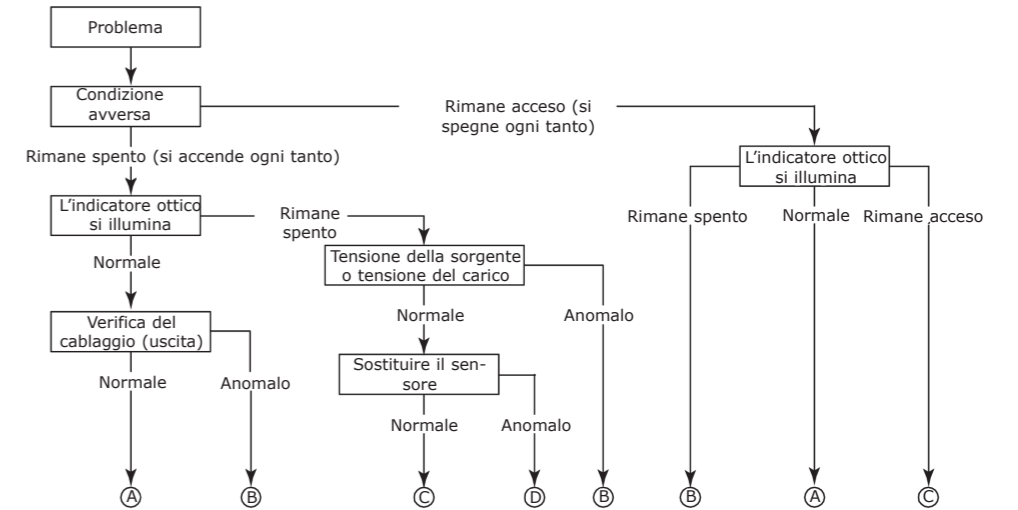 Problema
Condizione
avversa
Rimane acceso (si
spegne ogni tanto)
Rimane spento (si accende ogni tanto)
L'indicatore ottico
si illumina
L'indicatore ottico
si illumina
Rimane
spento
Rimane spento
Normale
Rimane acceso
Normale
Tensione della sorgente
o tensione del carico
Normale
Anomalo
Verifica del
cablaggio (uscita)
Sostituire il sen-
sore
Normale
Anomalo
Normale
Anomalo
A
B
C
D
B
B
A
C